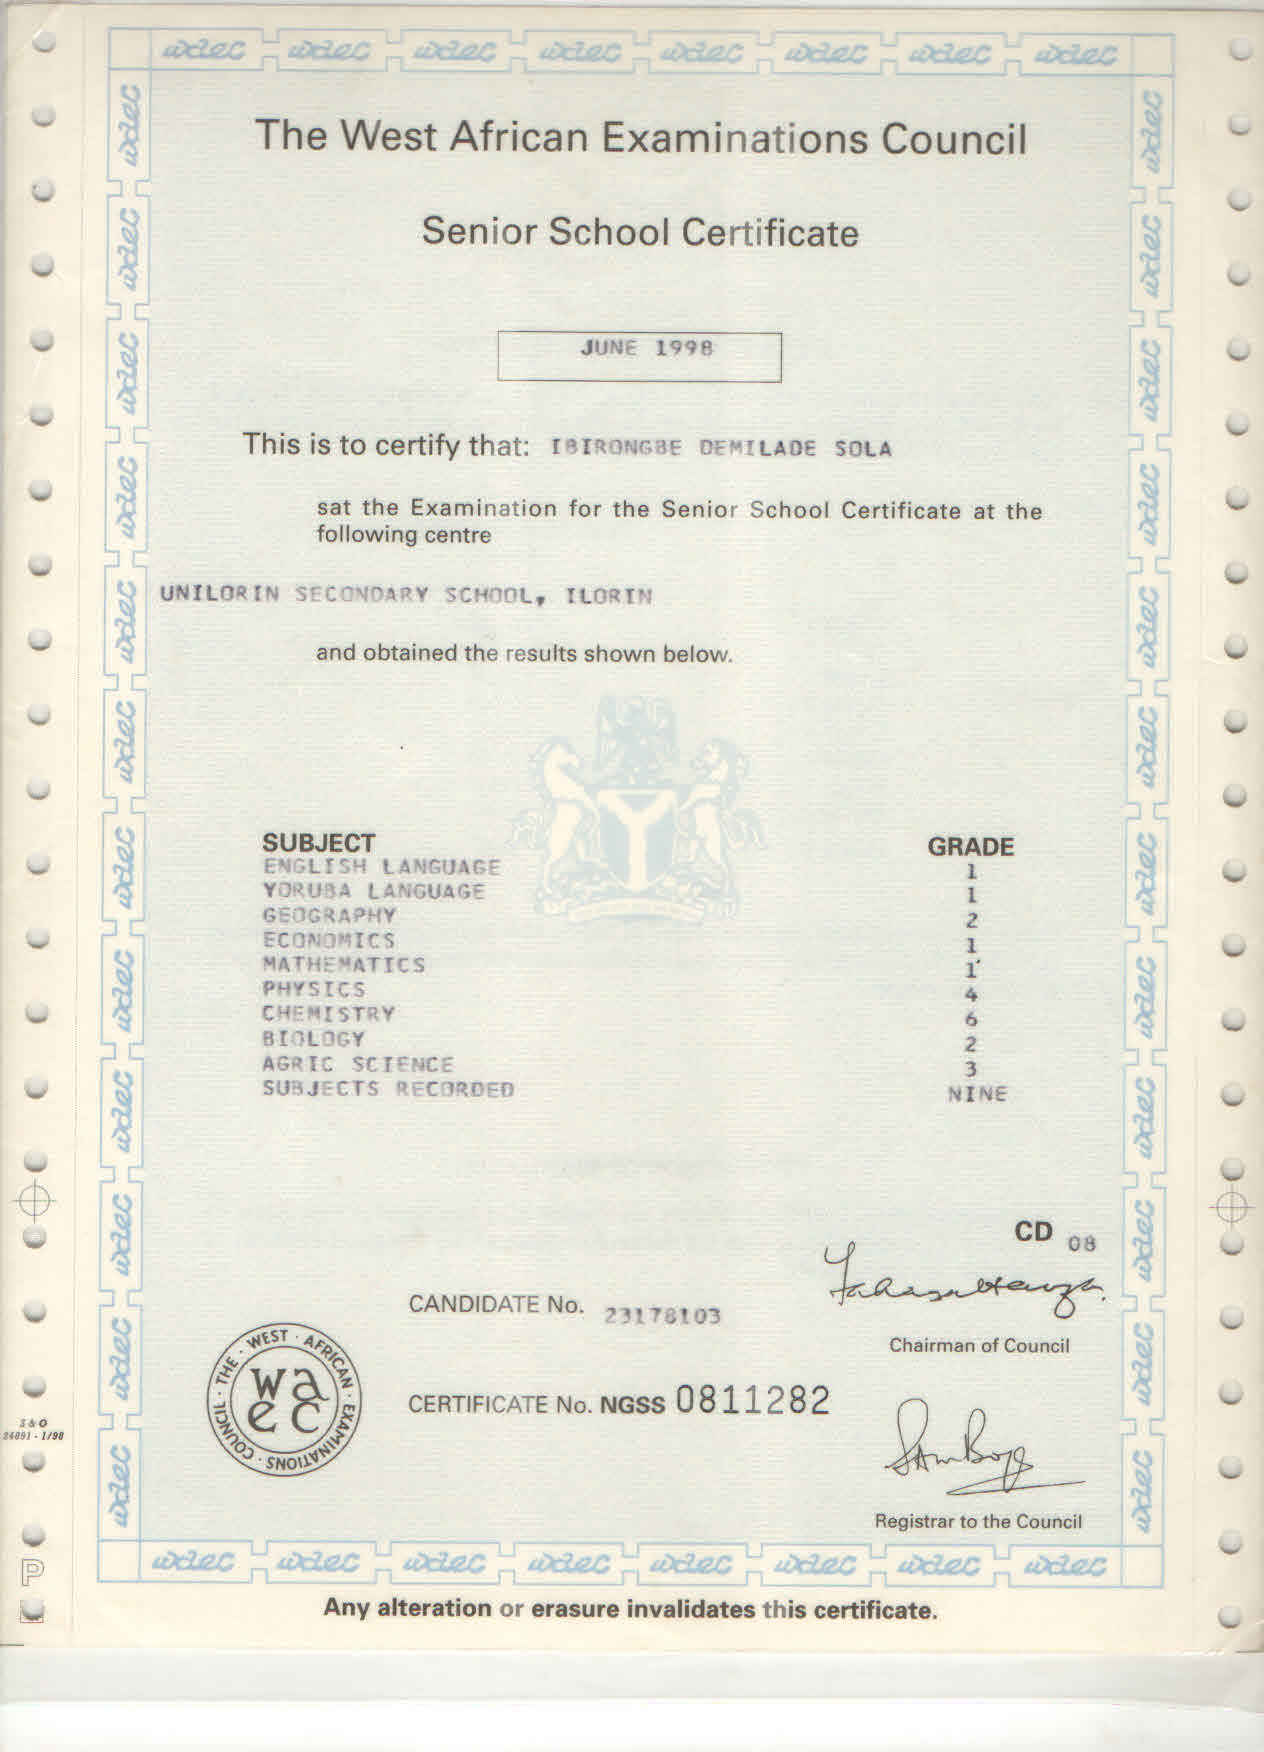 waec waec waec waec waec waec waec waec
The West African Examinations Council
Senior School Certificate
JUNE 1998
This is to certify that: IBIRONGBE DEMILADE SOLA
sat the Examination for the Senior School Certificate at the
following centre
UNILORIN SECONDARY SCHOOL, ILORIN
and obtained the results shown below.
SUBJECT GRADE
ENGLISH LANGUAGE 1
YORUBA LANGUAGE 1
GEOGRAPHY 2
ECONOMICS 1
MATHEMATICS 1
PHYSICS 4
CHEMISTRY 6
BIOLOGY 2
AGRIC SCIENCE 3
SUBJECTS RECORDED NINE
CD 08
CANDIDATE No. 23178103
Chairman of Council
THE · WEST · AFRICAN · EXAMINATIONS · COUNCIL ·
wa
ec
CERTIFICATE No. NGSS 0811282
S & O
24891 - 1/98
Registrar to the Council
P
waec waec waec waec waec waec waec waec
Any alteration or erasure invalidates this certificate.